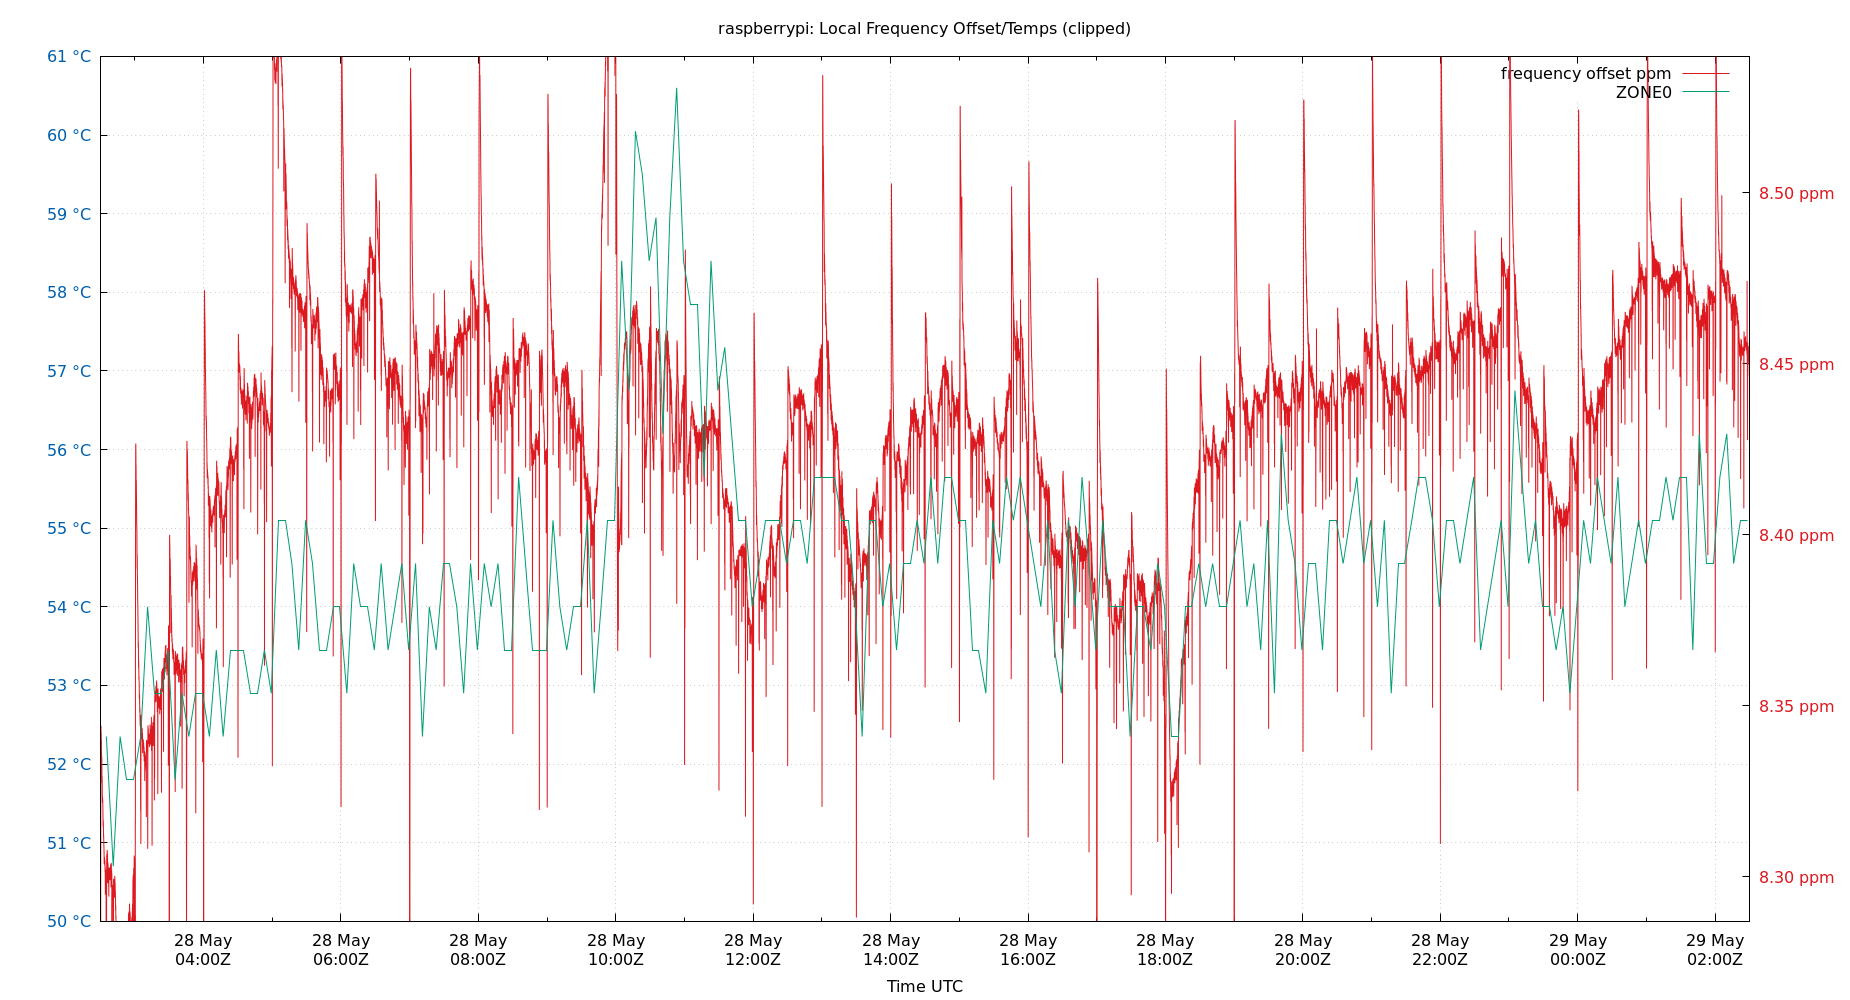 raspberrypi: Local Frequency Offset/Temps (clipped)
61 °C
60 °C
59 °C
58 °C
57 °C
56 °C
55 °C
54 °C
53 °C
52 °C
51 °C
50 °C
frequency offset ppm
ZONE0
8.50 ppm
8.45 ppm
8.40 ppm
8.35 ppm
8.30 ppm
28 May 28 May 28 May 28 May 28 May 28 May 28 May 28 May 28 May 28 May 29 May 29 May
04:00Z 06:00Z 08:00Z 10:00Z 12:00Z 14:00Z 16:00Z 18:00Z 20:00Z 22:00Z 00:00Z 02:00Z
Time UTC